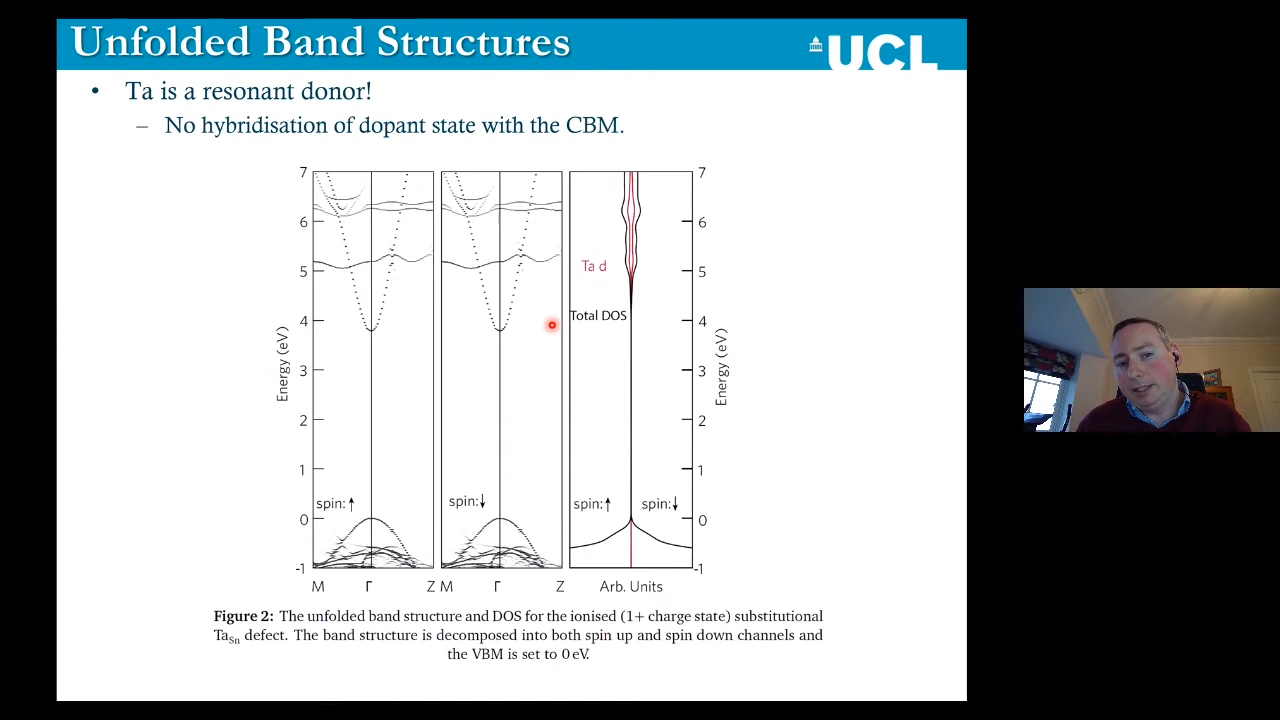 Unfolded Band Structures
UCL
• Ta is a resonant donor!
– No hybridisation of dopant state with the CBM.
7
6
5
4
3
2
1
0
-1
Energy (eV)
spin:↑
M Γ Z
spin:↓
M Γ Z
Ta d
Total DOS
spin:↑ spin:↓
Arb. Units
7
6
5
4
3
2
1
0
-1
Energy (eV)
Figure 2: The unfolded band structure and DOS for the ionised (1+ charge state) substitutional
TaSn defect. The band structure is decomposed into both spin up and spin down channels and
the VBM is set to 0 eV.